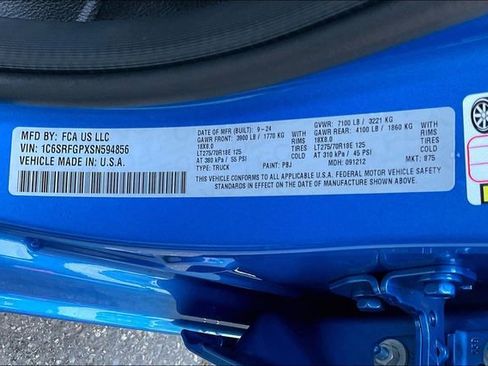 MFD BY: FCA US LLC
VIN: 1C6SRFGPXSN594856
VEHICLE MADE IN: U.S.A.
DATE OF MFR (BUILT): 9-24
GAWR FRONT: 3900 LB / 1770 KG WITH
18X8.0 RIMS
LT275/70R18E 125 TIRES
AT 380 kPa / 55 PSI COLD
TYPE: TRUCK PAINT: PBJ
GVWR: 7100 LB / 3221 KG
GAWR REAR: 4100 LB / 1860 KG WITH
18X8.0 RIMS
LT275/70R18E 125 TIRES
AT 310 kPa / 45 PSI COLD
MDH: 091212 MKT: 875
THIS VEHICLE CONFORMS TO ALL APPLICABLE U.S.A. FEDERAL MOTOR VEHICLE SAFETY
STANDARDS IN EFFECT ON THE DATE OF MANUFACTURE SHOWN ABOVE.